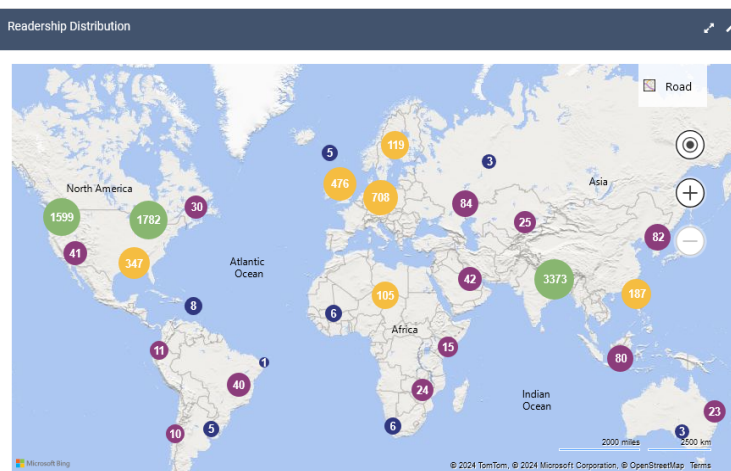 Readership Distribution
Road
5
119
3
476
708
Asia
North America
1599
1782
30
84
25
82
41
347
Atlantic
Ocean
42
3373
105
187
8
6
Africa
11
1
15
80
40
24
Indian
Ocean
10
5
6
3
23
2000 miles
2500 km
Microsoft Bing
© 2024 TomTom, © 2024 Microsoft Corporation, © OpenStreetMap Terms